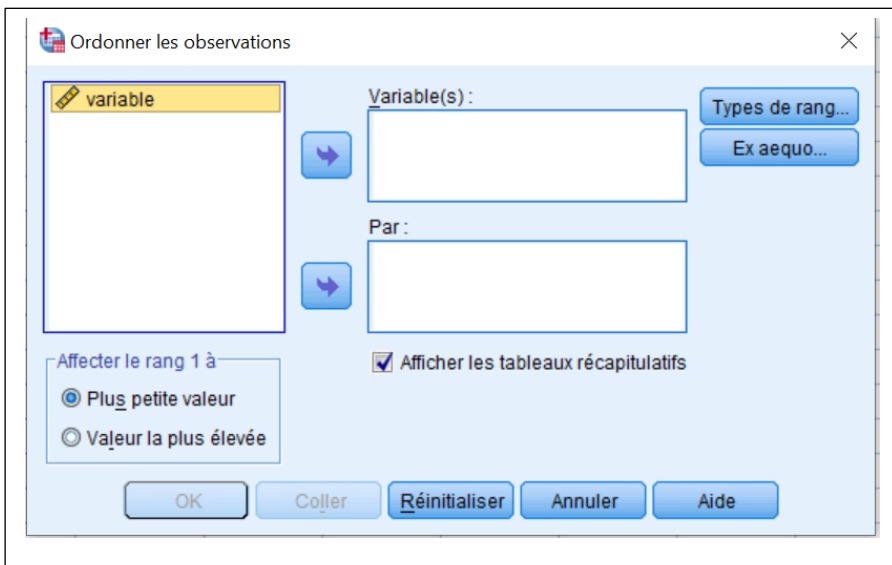 Ordonner les observations
variable
Variable(s) :
Types de rang...
Ex aequo...
Par :
Affecter le rang 1 à
Plus petite valeur
Valeur la plus élevée
Afficher les tableaux récapitulatifs
OK
Coller
Réinitialiser
Annuler
Aide